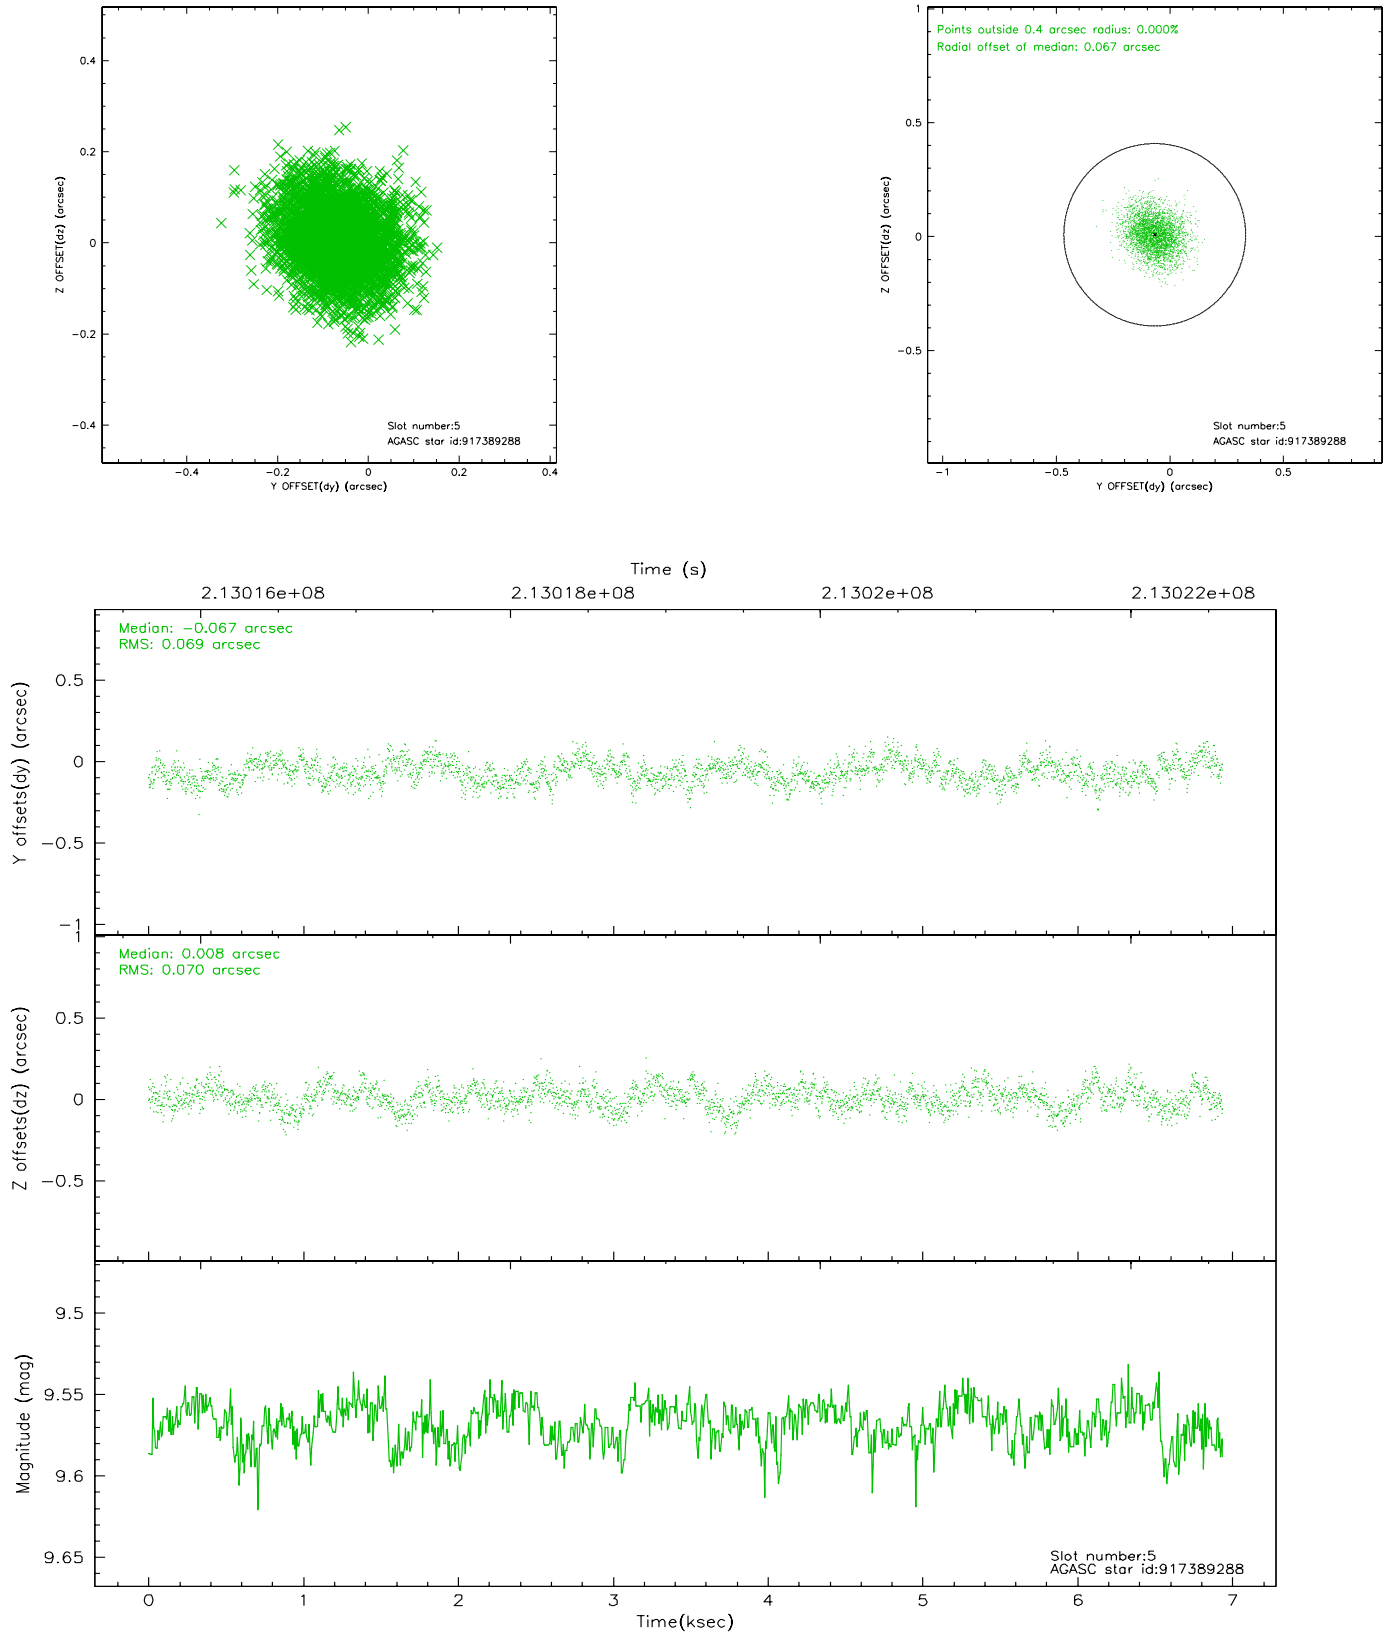 0.4
0.2
0
-0.2
-0.4
Z OFFSET(dz) (arcsec)
Slot number:5
AGASC star id:917389288
-0.4 -0.2 0 0.2 0.4
Y OFFSET(dy) (arcsec)
Points outside 0.4 arcsec radius: 0.000%
Radial offset of median: 0.067 arcsec
1
0.5
0
-0.5
Z OFFSET(dz) (arcsec)
Slot number:5
AGASC star id:917389288
-1 -0.5 0 0.5
Y OFFSET(dy) (arcsec)
Time (s)
2.13016e+08 2.13018e+08 2.1302e+08 2.13022e+08
Median: -0.067 arcsec
RMS: 0.069 arcsec
0.5
0
-0.5
-1
Y offsets(dy) (arcsec)
Median: 0.008 arcsec
RMS: 0.070 arcsec
1
0.5
0
-0.5
Z offsets(dz) (arcsec)
9.5
9.55
9.6
9.65
Magnitude (mag)
Slot number:5
AGASC star id:917389288
0 1 2 3 4 5 6 7
Time(ksec)